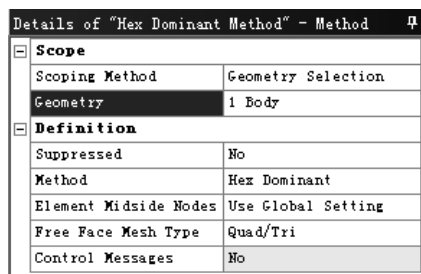 Details of "Hex Dominant Method" - Method
Scope
Scoping Method Geometry Selection
Geometry 1 Body
Definition
Suppressed No
Method Hex Dominant
Element Midside Nodes Use Global Setting
Free Face Mesh Type Quad/Tri
Control Messages No